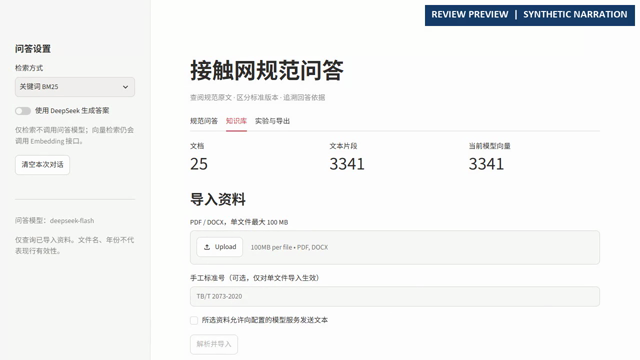 REVIEW PREVIEW | SYNTHETIC NARRATION
问答设置
检索方式
关键词 BM25
使用 DeepSeek 生成答案
仅检索不调用问答模型；向量检索仍会
调用 Embedding 接口。
清空本次对话
问答模型：deepseek-flash
仅查询已导入资料。文件名、年份不代
表现行有效性。
接触网规范问答
查阅规范原文 · 区分标准版本 · 追溯回答依据
规范问答 知识库 实验与导出
文档 文本片段 当前模型向量
25 3341 3341
导入资料
PDF / DOCX，单文件最大 100 MB
Upload 100MB per file • PDF, DOCX
手工标准号（可选，仅对单文件导入生效）
TB/T 2073-2020
所选资料允许向配置的模型服务发送文本
解析并导入